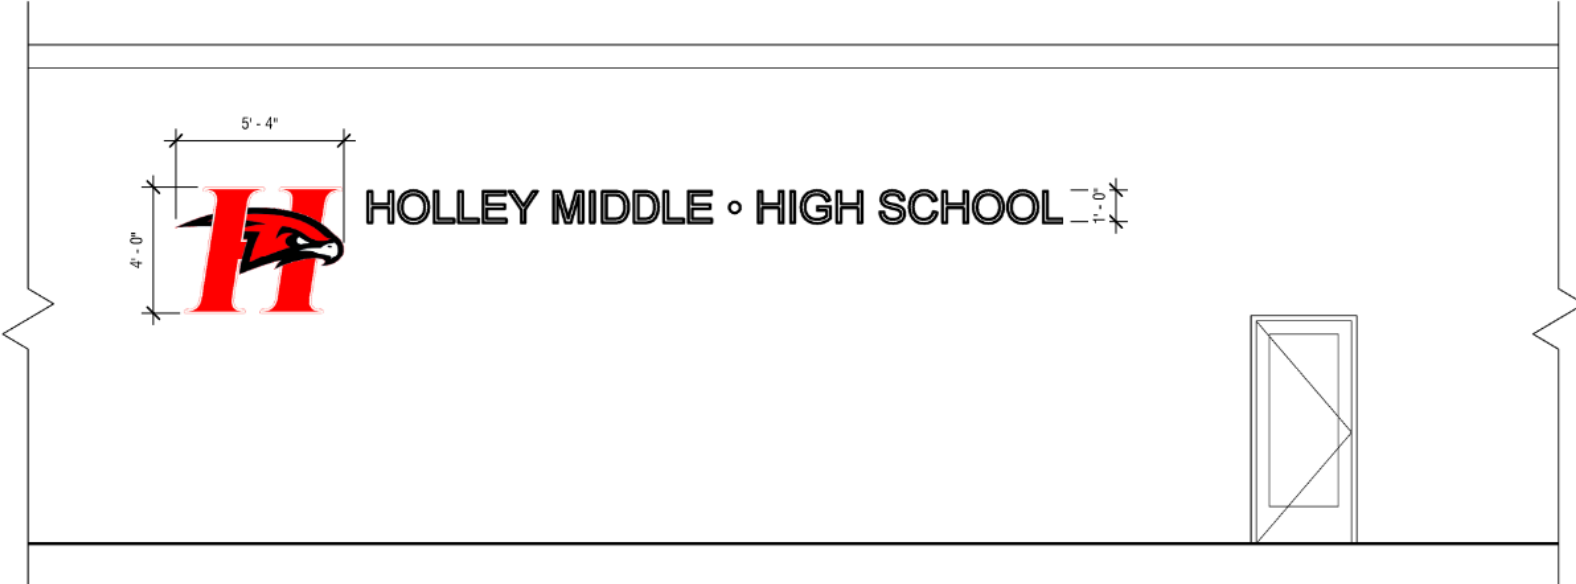 5' - 4"
H
HOLLEY MIDDLE • HIGH SCHOOL
1' - 0"
4' - 0"